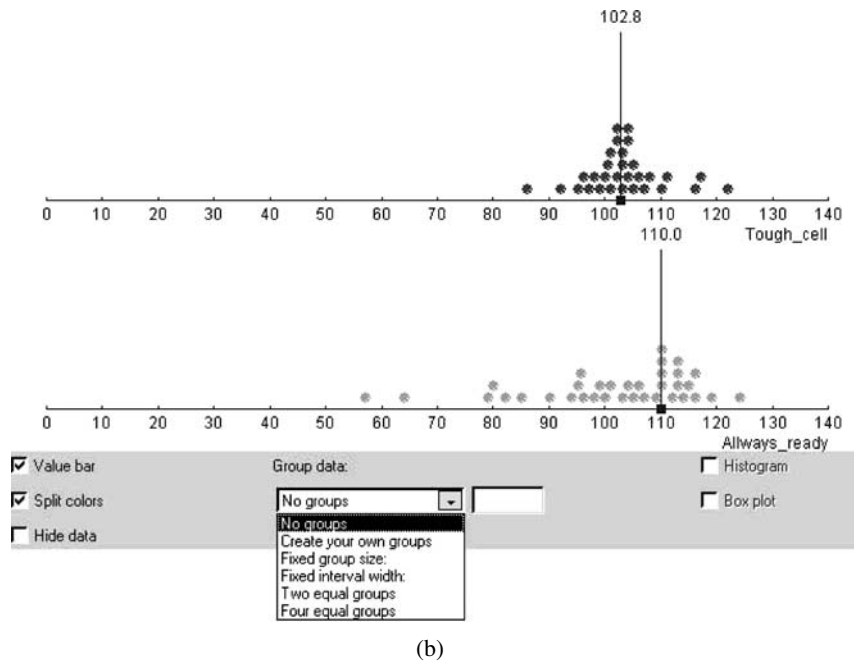 102.8
0 10 20 30 40 50 60 70 80 90 100 110 120 130 140
Tough_cell
110.0
0 10 20 30 40 50 60 70 80 90 100 110 120 130 140
Allways_ready
Value bar Group data: Histogram
Split colors No groups Box plot
Hide data No groups
Create your own groups
Fixed group size:
Fixed interval width:
Two equal groups
Four equal groups
(b)